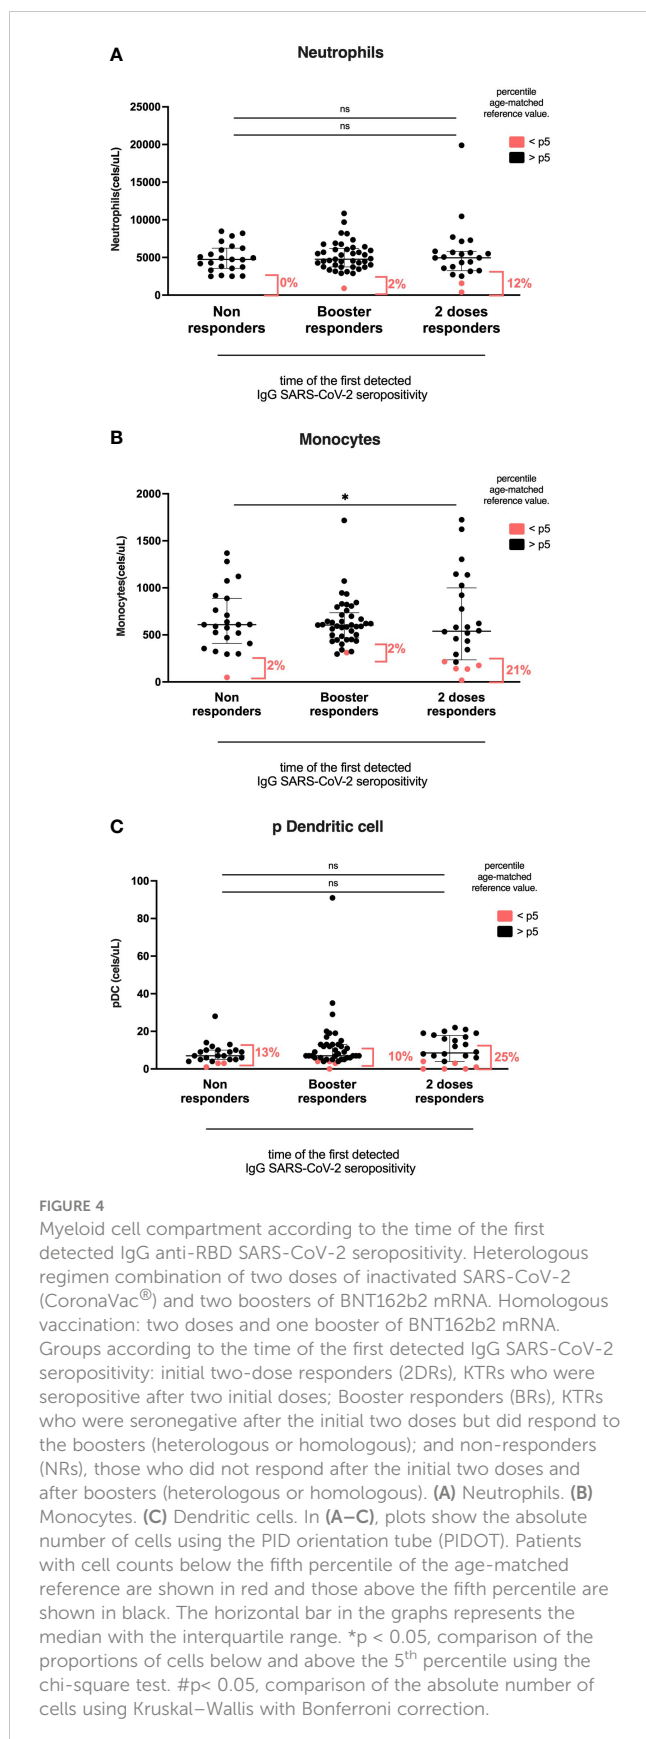 A
Neutrophils
percentile
age-matched
reference value.
< p5
> p5
ns
ns
Neutrophils(cels/uL)
25000
20000
15000
10000
5000
0
0%
2%
12%
Non
responders
Booster
responders
2 doses
responders
time of the first detected
IgG SARS-CoV-2 seropositivity
B
Monocytes
percentile
age-matched
reference value.
< p5
> p5
*
Monocytes(cels/uL)
2000
1500
1000
500
0
2%
2%
21%
Non
responders
Booster
responders
2 doses
responders
time of the first detected
IgG SARS-CoV-2 seropositivity
C
p Dendritic cell
percentile
age-matched
reference value.
< p5
> p5
ns
ns
pDC (cells/uL)
100
80
60
40
20
0
13%
10%
25%
Non
responders
Booster
responders
2 doses
responders
time of the first detected
IgG SARS-CoV-2 seropositivity
FIGURE 4
Myeloid cell compartment according to the time of the first
detected IgG anti-RBD SARS-CoV-2 seropositivity. Heterologous
regimen combination of two doses of inactivated SARS-CoV-2
(CoronaVac®) and two boosters of BNT162b2 mRNA. Homologous
vaccination: two doses and one booster of BNT162b2 mRNA.
Groups according to the time of the first detected IgG SARS-CoV-2
seropositivity: initial two-dose responders (2DRs), KTRs who were
seropositive after two initial doses; Booster responders (BRs), KTRs
who were seronegative after the initial two doses but did respond to
the boosters (heterologous or homologous); and non-responders
(NRs), those who did not respond after the initial two doses and
after boosters (heterologous or homologous). (A) Neutrophils. (B)
Monocytes. (C) Dendritic cells. In (A–C), plots show the absolute
number of cells using the PID orientation tube (PIDOT). Patients
with cell counts below the fifth percentile of the age-matched
reference are shown in red and those above the fifth percentile are
shown in black. The horizontal bar in the graphs represents the
median with the interquartile range. *p < 0.05, comparison of the
proportions of cells below and above the 5th percentile using the
chi-square test. #p< 0.05, comparison of the absolute number of
cells using Kruskal–Wallis with Bonferroni correction.